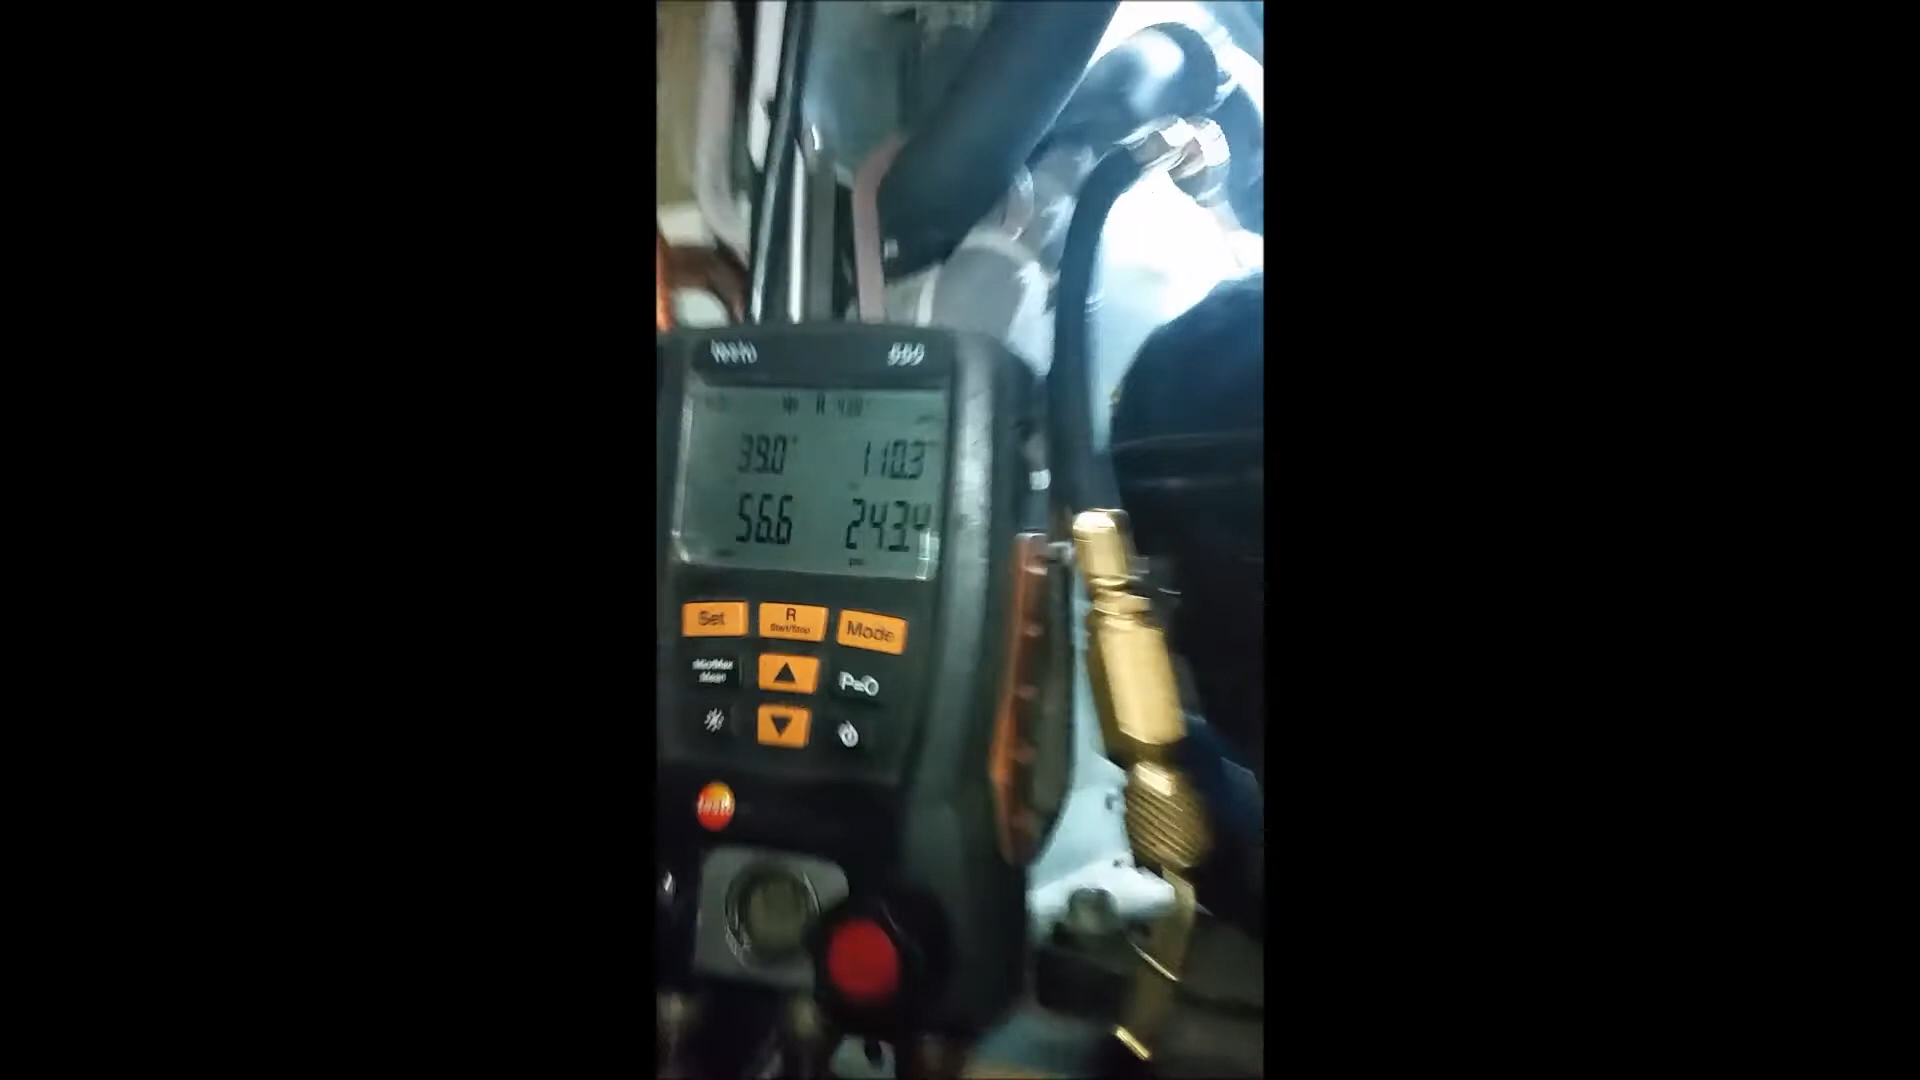 testo
R
39.0 110.3
56.6 243.4
psi
Set
R
Start/Stop
Mode
Min/Max
Mean
P=0
testo